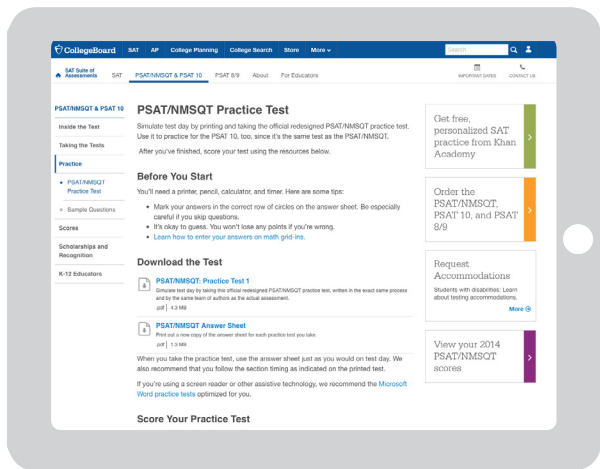 CollegeBoard SAT AP College Planning College Search Store More Search
SAT Suite of
Assessments SAT PSAT/NMSQT & PSAT 10 PSAT 8/9 About For Educators IMPORTANT DATES CONTACT US
PSAT/NMSQT & PSAT 10
Inside the Test
Taking the Tests
Practice
• PSAT/NMSQT
Practice Test
Sample Questions
Scores
Scholarships and
Recognition
K-12 Educators
PSAT/NMSQT Practice Test
Simulate test day by printing and taking the official redesigned PSAT/NMSQT practice test.
Use it to practice for the PSAT 10, too, since it's the same test as the PSAT/NMSQT.
After you've finished, score your test using the resources below.
Before You Start
You'll need a printer, pencil, calculator, and timer. Here are some tips:
• Mark your answers in the correct row of circles on the answer sheet. Be especially
careful if you skip questions.
• It's okay to guess. You won't lose any points if you're wrong.
• Learn how to enter your answers on math grid-ins.
Download the Test
PSAT/NMSQT: Practice Test 1
Simulate test day by taking this official redesigned PSAT/NMSQT practice test, written in the exact same process
and by the same team of authors as the actual assessment.
.pdf | 4.3 MB
PSAT/NMSQT Answer Sheet
Print out a new copy of the answer sheet for each practice test you take.
.pdf | 1.3 MB
When you take the practice test, use the answer sheet just as you would on test day. We
also recommend that you follow the section timing as indicated on the printed test.
If you're using a screen reader or other assistive technology, we recommend the Microsoft
Word practice tests optimized for you.
Score Your Practice Test
Get free,
personalized SAT
practice from Khan
Academy
Order the
PSAT/NMSQT,
PSAT 10, and PSAT
8/9
Request
Accommodations
Students with disabilities: Learn
about testing accommodations.
More
View your 2014
PSAT/NMSQT
scores